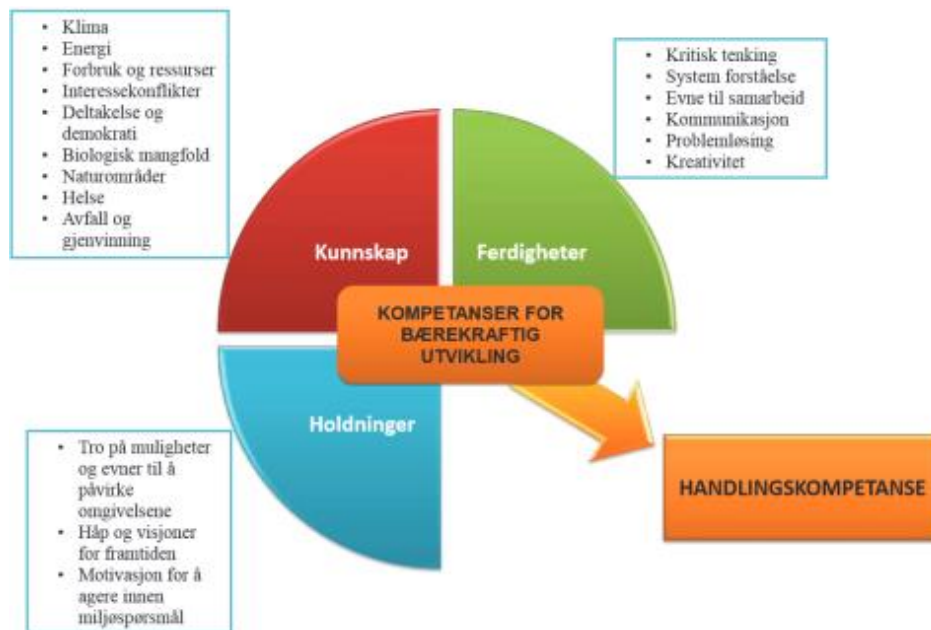 • Klima
• Energi
• Forbruk og ressurser
• Interessekonflikter
• Deltakelse og
demokrati
• Biologisk mangfold
• Naturområder
• Helse
• Avfall og
gjenvinning
• Kritisk tenking
• System forståelse
• Evne til samarbeid
• Kommunikasjon
• Problemløsing
• Kreativitet
Kunnskap
Ferdigheter
KOMPETANSER FOR
BÆREKRAFTIG
UTVIKLING
Holdninger
• Tro på muligheter
og evner til å
påvirke
omgivelsene
• Håp og visjoner
for framtiden
• Motivasjon for å
agere innen
miljøspørsmål
HANDLINGSKOMPETANSE